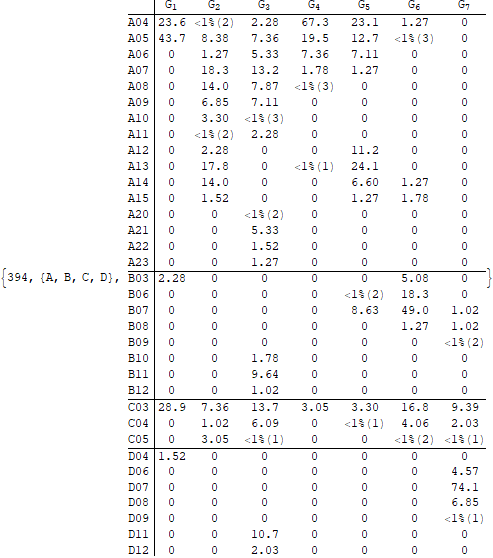 G1 G2 G3 G4 G5 G6 G7
A04 23.6 <1%(2) 2.28 67.3 23.1 1.27 0
A05 43.7 8.38 7.36 19.5 12.7 <1%(3) 0
A06 0 1.27 5.33 7.36 7.11 0 0
A07 0 18.3 13.2 1.78 1.27 0 0
A08 0 14.0 7.87 <1%(3) 0 0 0
A09 0 6.85 7.11 0 0 0 0
A10 0 3.30 <1%(3) 0 0 0 0
A11 0 <1%(2) 2.28 0 0 0 0
A12 0 2.28 0 0 11.2 0 0
A13 0 17.8 0 <1%(1) 24.1 0 0
A14 0 14.0 0 0 6.60 1.27 0
A15 0 1.52 0 0 1.27 1.78 0
A20 0 0 <1%(2) 0 0 0 0
A21 0 0 5.33 0 0 0 0
A22 0 0 1.52 0 0 0 0
A23 0 0 1.27 0 0 0 0
{394, {A, B, C, D}, B03 2.28 0 0 0 0 5.08 0 }
B06 0 0 0 0 <1%(2) 18.3 0
B07 0 0 0 0 8.63 49.0 1.02
B08 0 0 0 0 0 1.27 1.02
B09 0 0 0 0 0 0 <1%(2)
B10 0 0 1.78 0 0 0 0
B11 0 0 9.64 0 0 0 0
B12 0 0 1.02 0 0 0 0
C03 28.9 7.36 13.7 3.05 3.30 16.8 9.39
C04 0 1.02 6.09 0 <1%(1) 4.06 2.03
C05 0 3.05 <1%(1) 0 0 <1%(2) <1%(1)
D04 1.52 0 0 0 0 0 0
D06 0 0 0 0 0 0 4.57
D07 0 0 0 0 0 0 74.1
D08 0 0 0 0 0 0 6.85
D09 0 0 0 0 0 0 <1%(1)
D11 0 0 10.7 0 0 0 0
D12 0 0 2.03 0 0 0 0